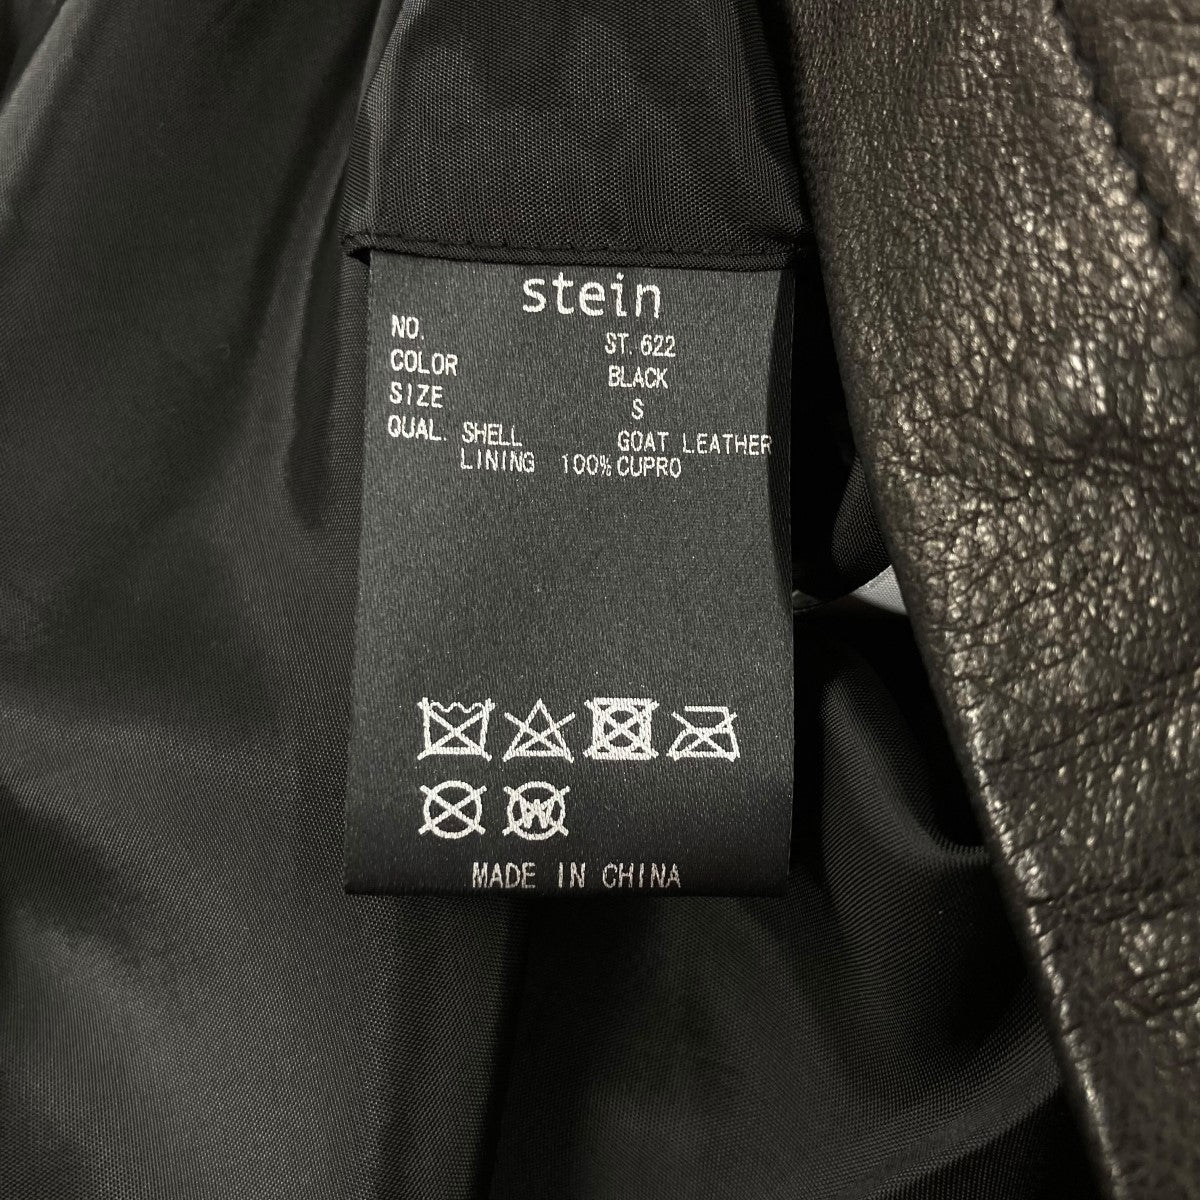 stein
NO. ST. 622
COLOR BLACK
SIZE S
QUAL. SHELL GOAT LEATHER
LINING 100% CUPRO
W
MADE IN CHINA